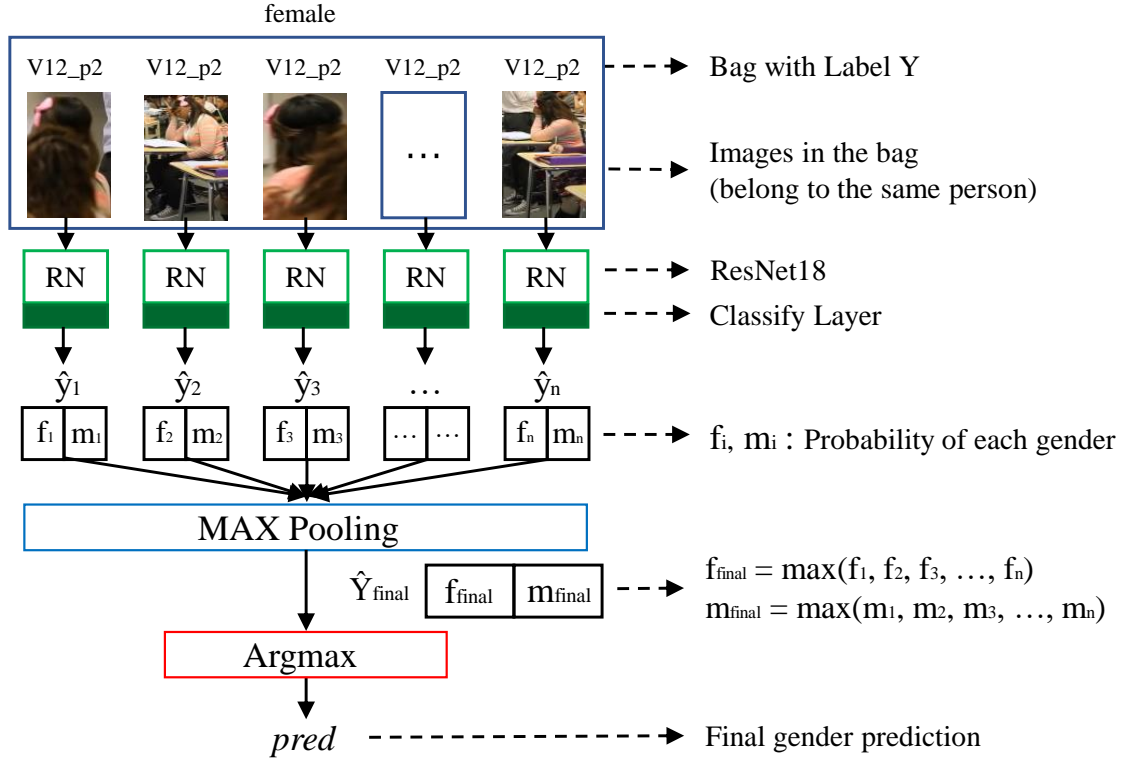 female
V12_p2 V12_p2 V12_p2 V12_p2 V12_p2
Bag with Label Y
…
Images in the bag
(belong to the same person)
RN RN RN RN RN
ResNet18
Classify Layer
ŷ1 ŷ2 ŷ3 … ŷn
f1 m1 f2 m2 f3 m3 … … fn mn
fi, mi : Probability of each gender
MAX Pooling
Ŷfinal ffinal mfinal
ffinal = max(f1, f2, f3, …, fn)
mfinal = max(m1, m2, m3, …, mn)
Argmax
pred
Final gender prediction